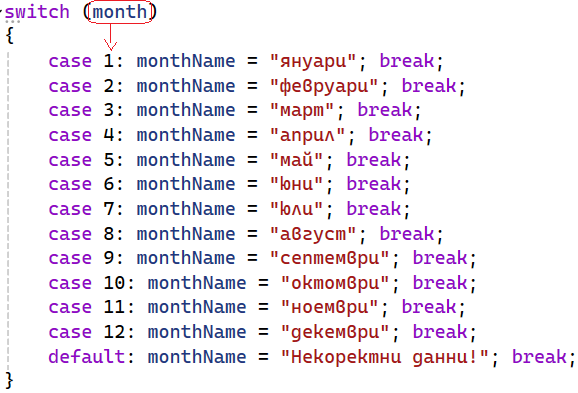 switch (month)
{
case 1: monthName = "януари"; break;
case 2: monthName = "февруари"; break;
case 3: monthName = "март"; break;
case 4: monthName = "април"; break;
case 5: monthName = "май"; break;
case 6: monthName = "юни"; break;
case 7: monthName = "юли"; break;
case 8: monthName = "август"; break;
case 9: monthName = "септември"; break;
case 10: monthName = "октомври"; break;
case 11: monthName = "ноември"; break;
case 12: monthName = "декември"; break;
default: monthName = "Некоректни данни!"; break;
}